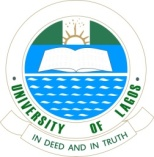 UNIVERSITY OF LAGOS
IN DEED AND IN TRUTH